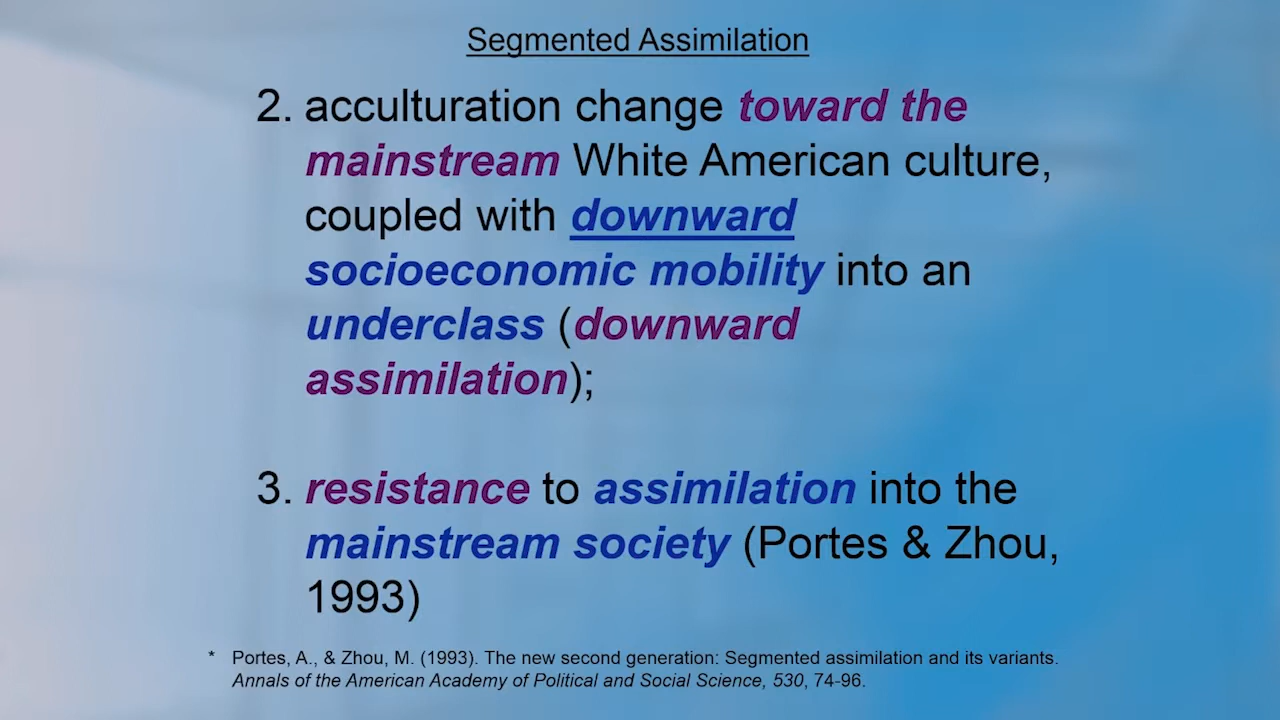 Segmented Assimilation
2. acculturation change toward the
mainstream White American culture,
coupled with downward
socioeconomic mobility into an
underclass (downward
assimilation);
3. resistance to assimilation into the
mainstream society (Portes & Zhou,
1993)
* Portes, A., & Zhou, M. (1993). The new second generation: Segmented assimilation and its variants.
Annals of the American Academy of Political and Social Science, 530, 74-96.